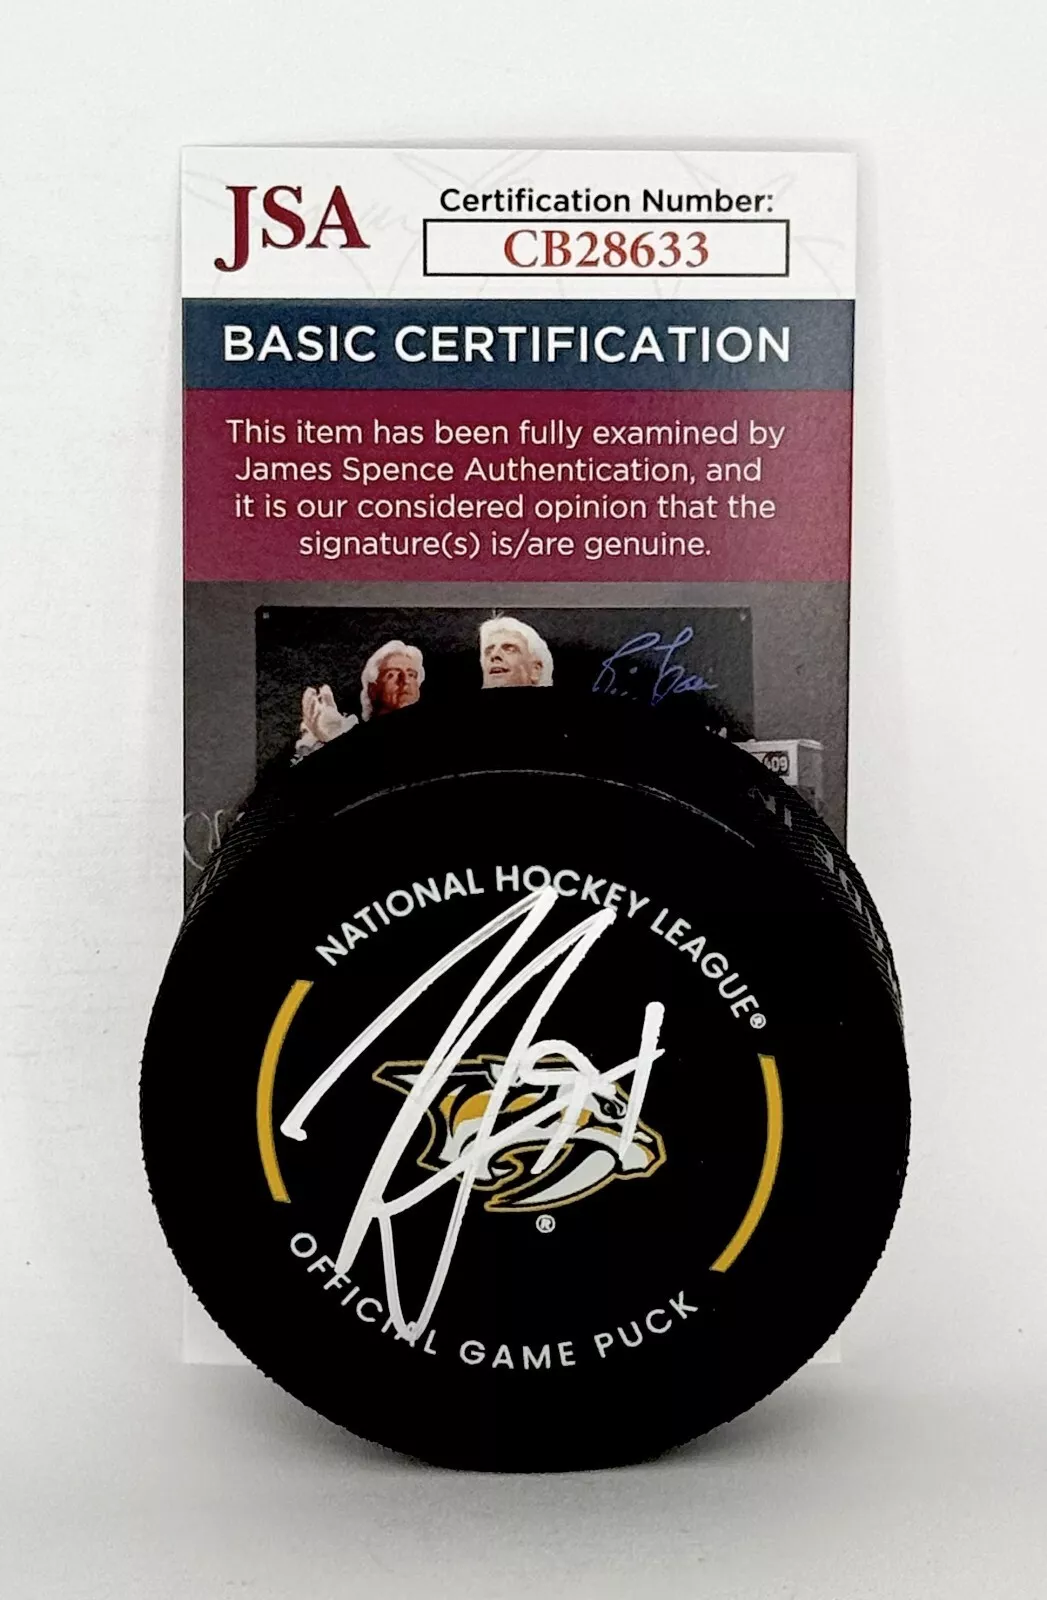 JSA
Certification Number:
CB28633
BASIC CERTIFICATION
This item has been fully examined by
James Spence Authentication, and
it is our considered opinion that the
signature(s) is/are genuine.
409
NATIONAL HOCKEY LEAGUE®
®
OFFICIAL GAME PUCK